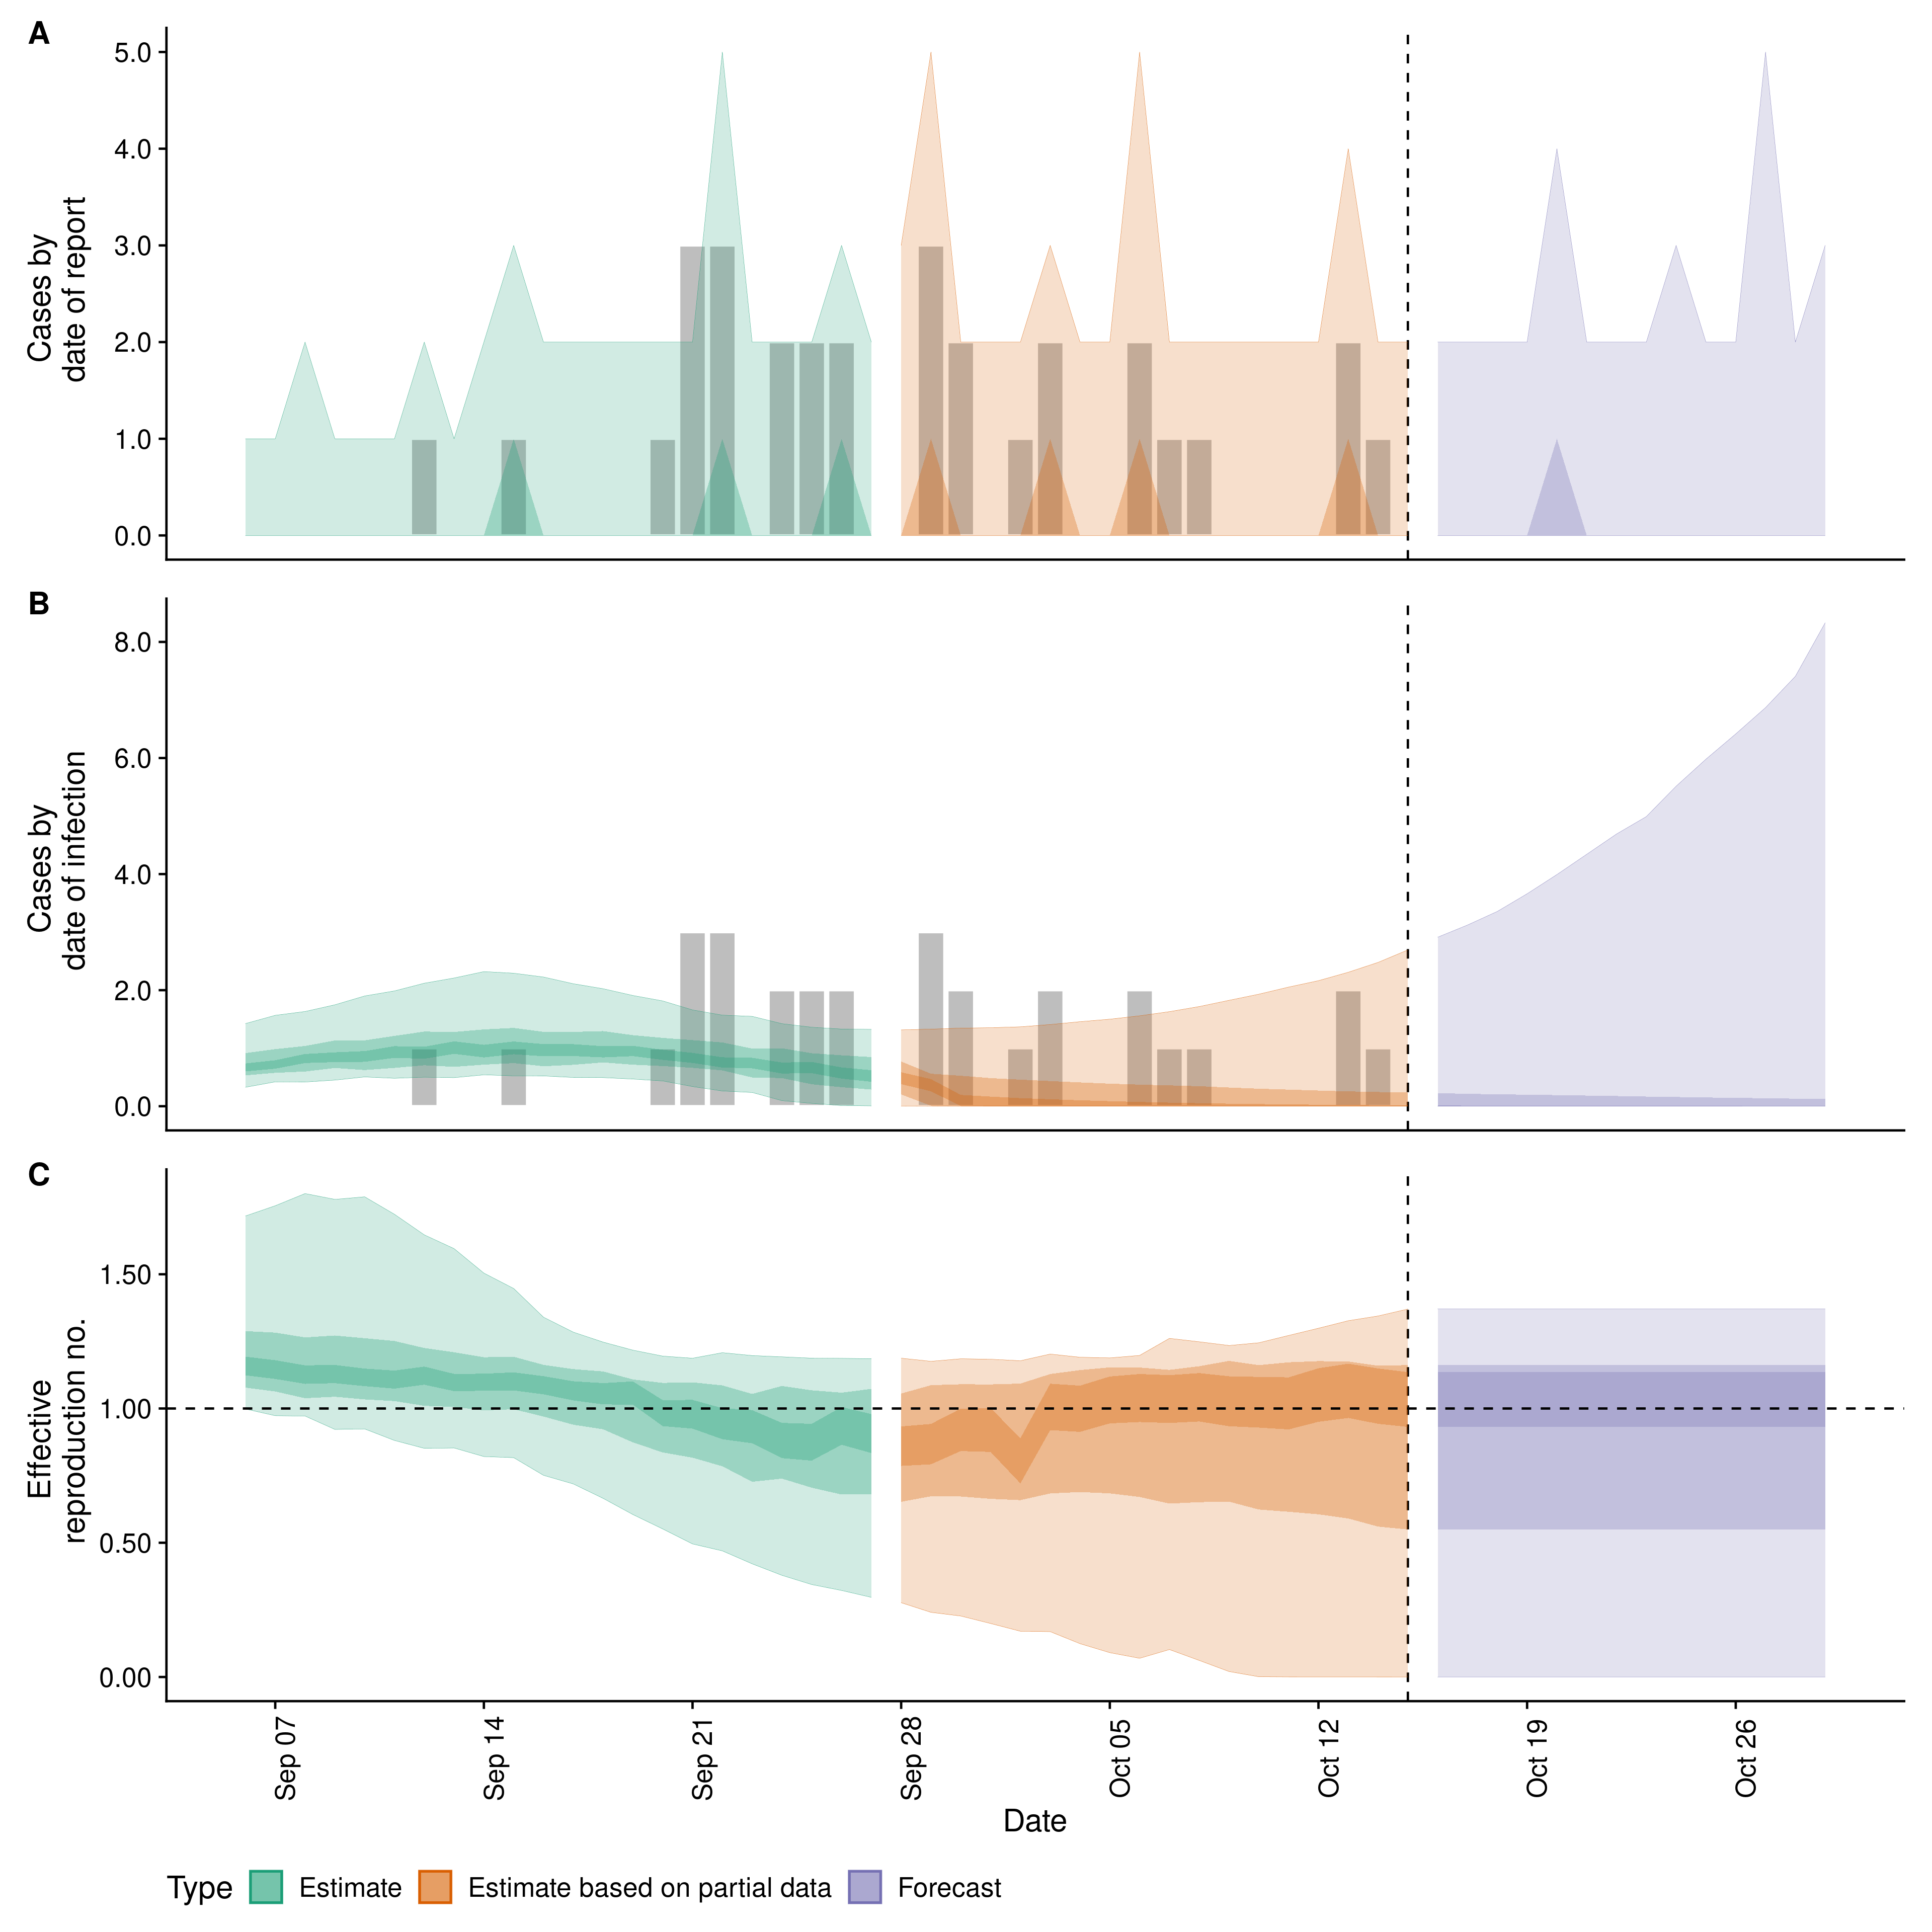 A
5.0
4.0
3.0
2.0
1.0
0.0
Cases by
date of report
B
8.0
6.0
4.0
2.0
0.0
Cases by
date of infection
C
1.50
1.00
0.50
0.00
Effective
reproduction no.
Sep 07
Sep 14
Sep 21
Sep 28
Oct 05
Oct 12
Oct 19
Oct 26
Date
Type Estimate Estimate based on partial data Forecast